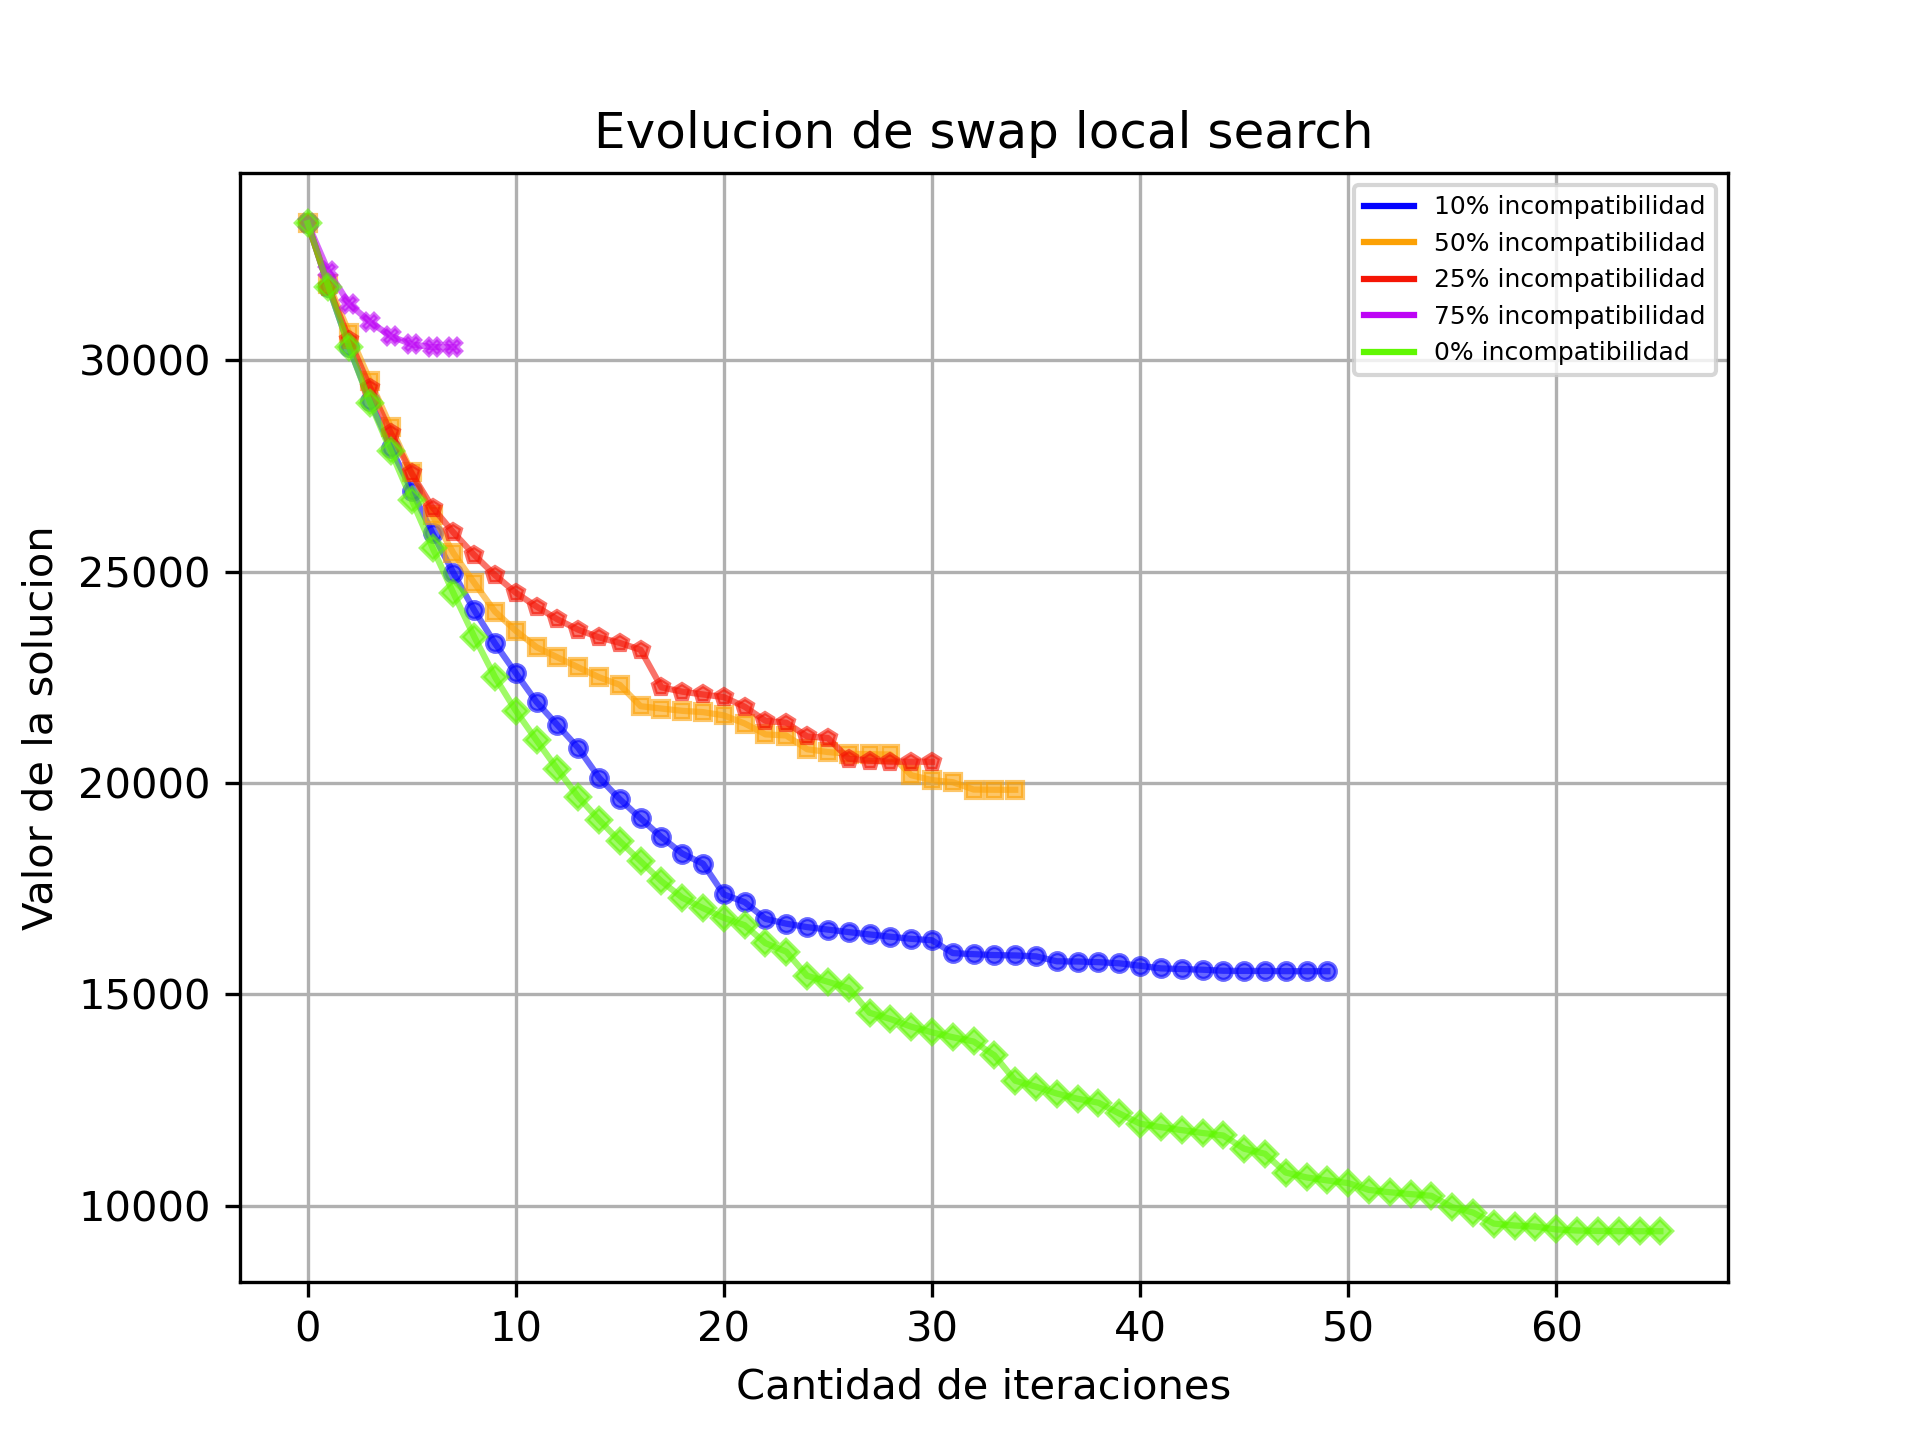 Evolucion de swap local search
10% incompatibilidad
50% incompatibilidad
25% incompatibilidad
75% incompatibilidad
0% incompatibilidad
Valor de la solucion
30000
25000
20000
15000
10000
0 10 20 30 40 50 60
Cantidad de iteraciones